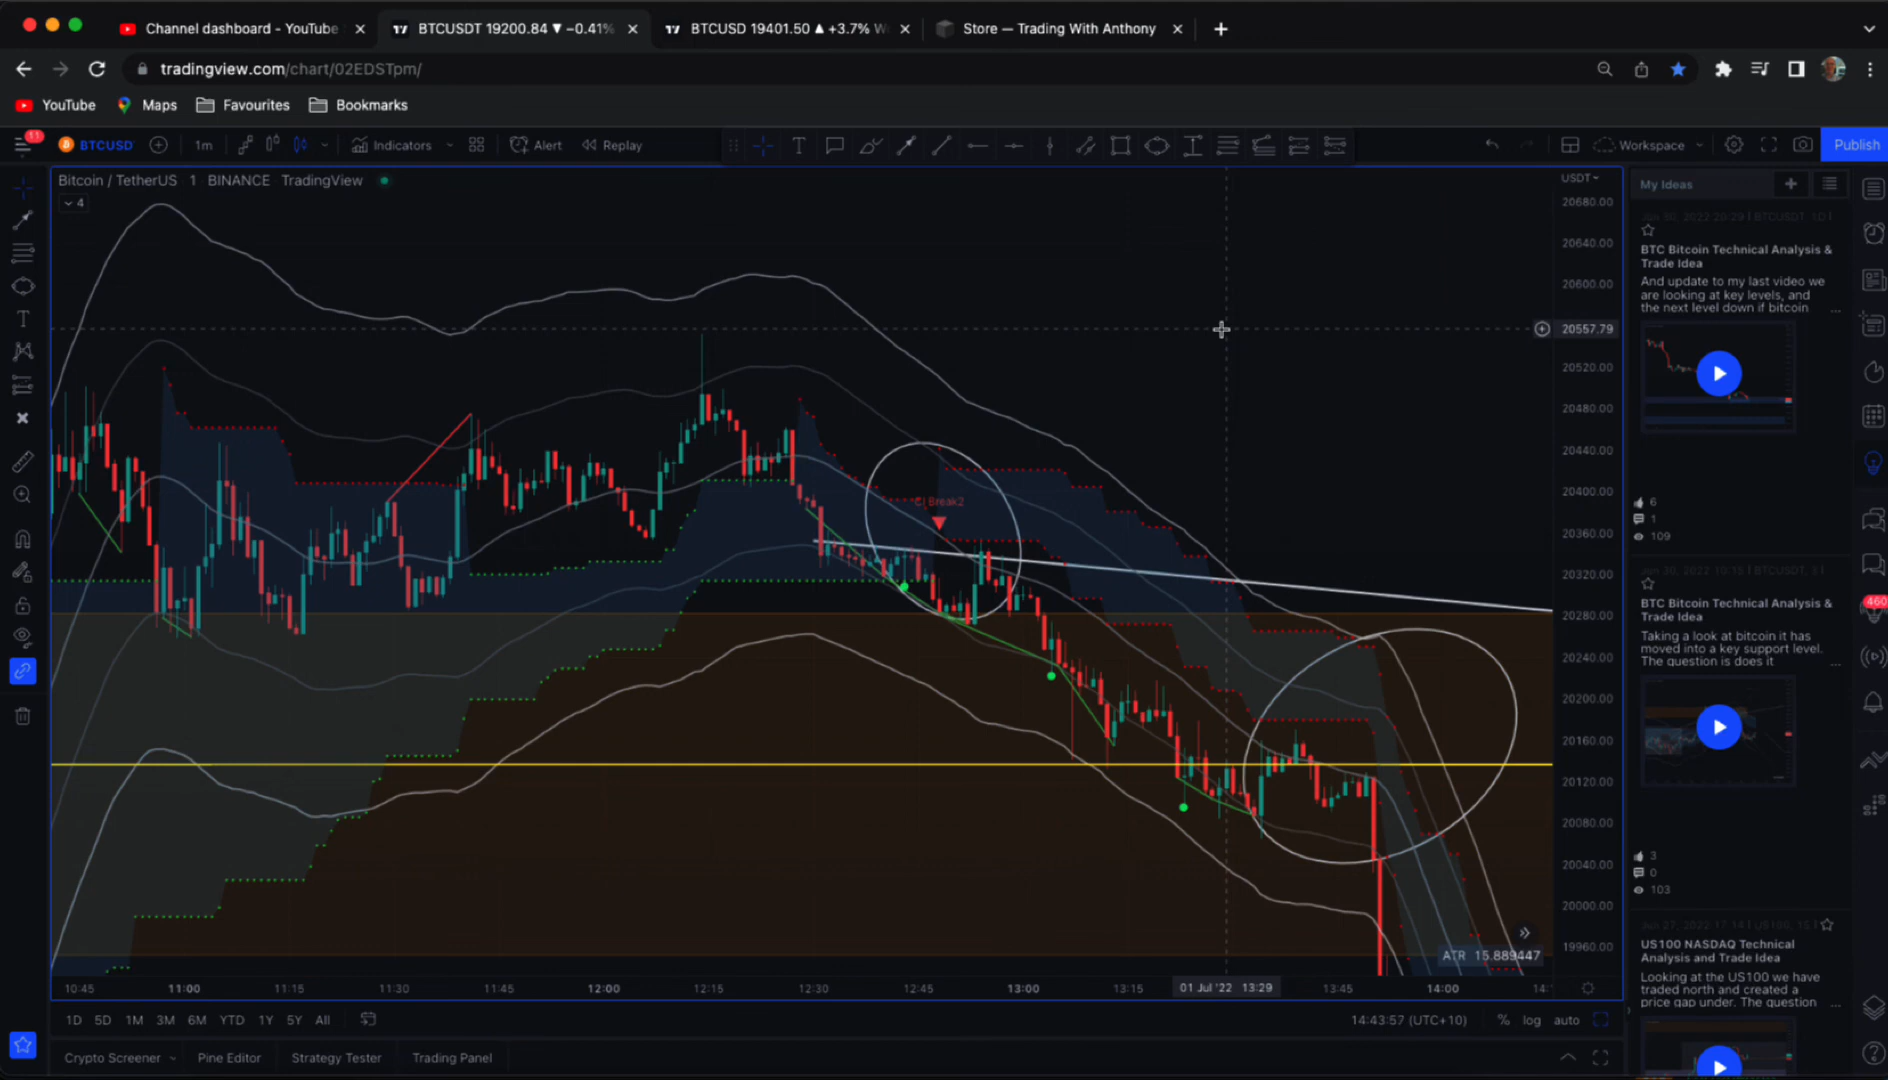 Channel dashboard - YouTube
BTCUSDT 19200.84 ▼ −0.41%
BTCUSD 19401.50 ▲ +3.7%
Store — Trading With Anthony
tradingview.com/chart/02EDSTpm/
YouTube
Maps
Favourites
Bookmarks
11
BTCUSD
1m
Indicators
Alert
Replay
Workspace
Publish
Bitcoin / TetherUS 1 BINANCE TradingView
4
USDT
20680.00
20640.00
20600.00
20557.79
20520.00
20480.00
20440.00
20400.00
20360.00
20320.00
20280.00
20240.00
20200.00
20160.00
20120.00
20080.00
20040.00
20000.00
19960.00
Break2
ATR 15.889447
10:45
11:00
11:15
11:30
11:45
12:00
12:15
12:30
12:45
13:00
13:15
01 Jul '22 13:29
13:45
14:00
1D
5D
1M
3M
6M
YTD
1Y
5Y
All
14:43:57 (UTC+10)
%
log
auto
Crypto Screener
Pine Editor
Strategy Tester
Trading Panel
My Ideas
BTC Bitcoin Technical Analysis &
Trade Idea
And update to my last video we
are looking at key levels, and
the next level down if bitcoin
...
6
1
109
BTC Bitcoin Technical Analysis &
Trade Idea
Taking a look at bitcoin it has
moved into a key support level.
The question is does it
...
3
0
103
US100 NASDAQ Technical
Analysis and Trade Idea
Looking at the US100 we have
traded north and created a
price gap under. The question
...
460